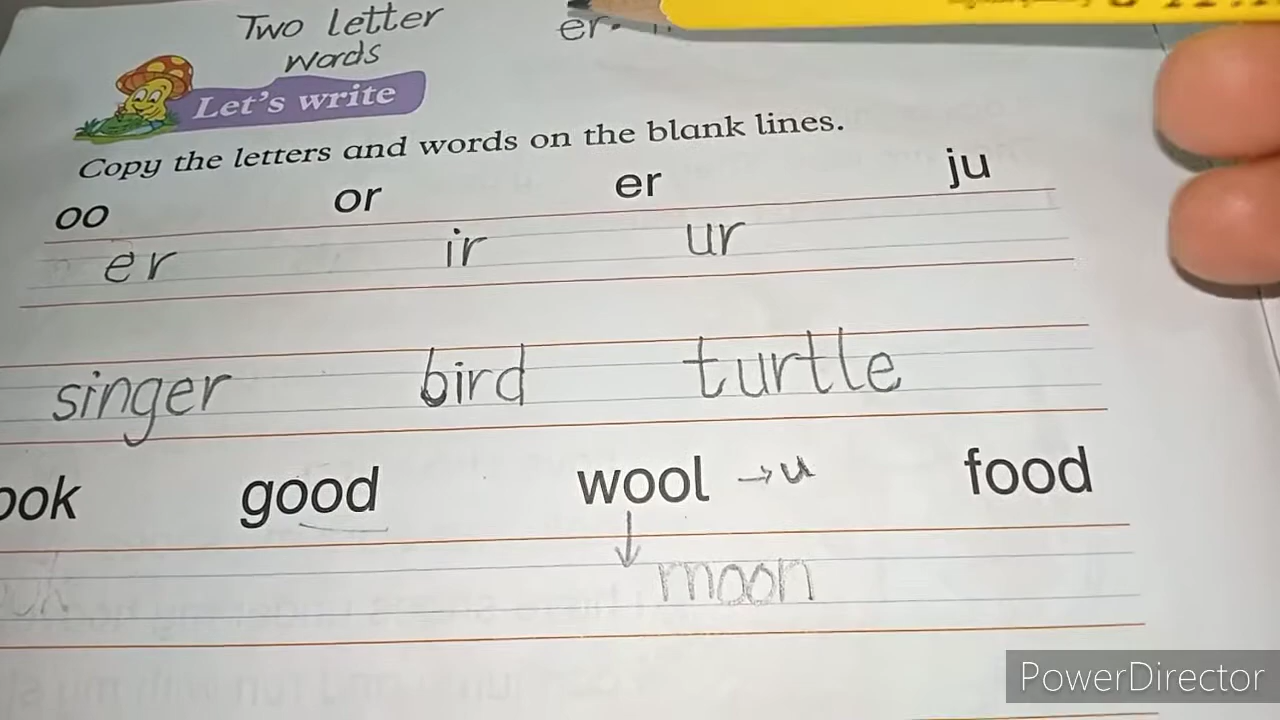 Two letter er.
words
Let's write
Copy the letters and words on the blank lines.
oo or er ju
er ir ur
singer bird turtle
ook good wool →u food
moon
PowerDirector